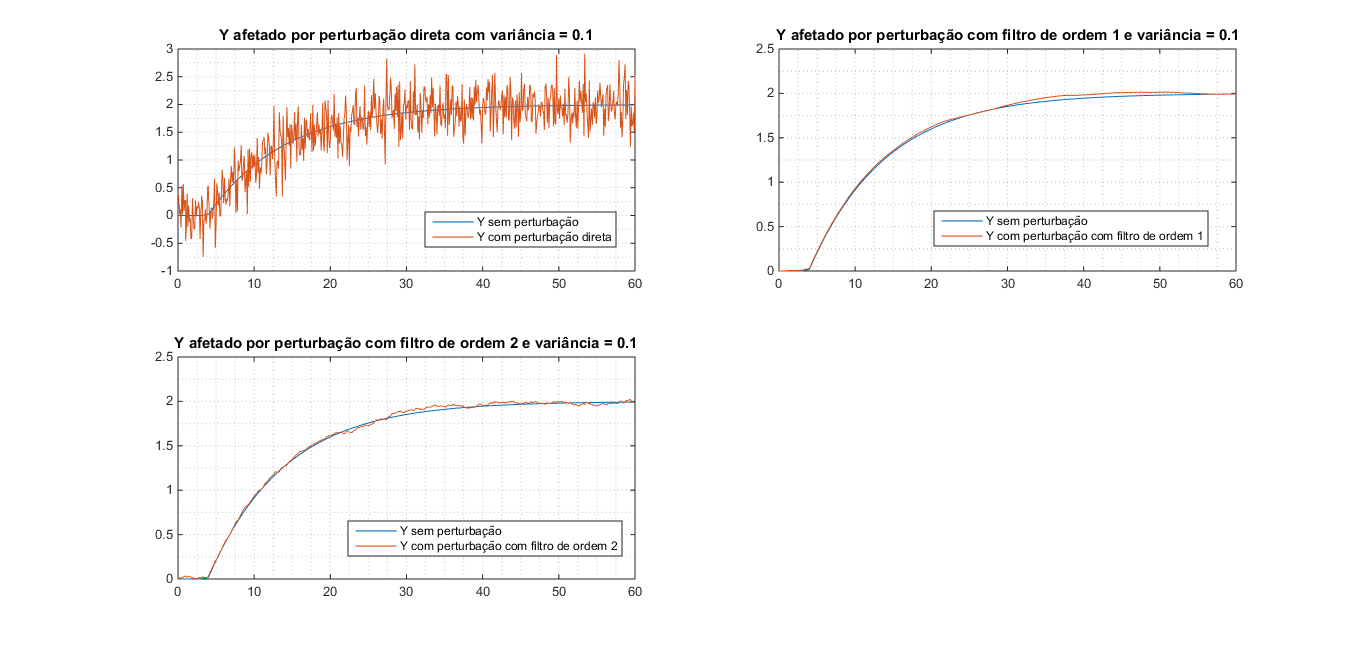 Y afetado por perturbação direta com variância = 0.1
3
2.5
2
1.5
1
0.5
0
-0.5
-1
0 10 20 30 40 50 60
Y sem perturbação
Y com perturbação direta
Y afetado por perturbação com filtro de ordem 1 e variância = 0.1
2.5
2
1.5
1
0.5
0
0 10 20 30 40 50 60
Y sem perturbação
Y com perturbação com filtro de ordem 1
Y afetado por perturbação com filtro de ordem 2 e variância = 0.1
2.5
2
1.5
1
0.5
0
0 10 20 30 40 50 60
Y sem perturbação
Y com perturbação com filtro de ordem 2